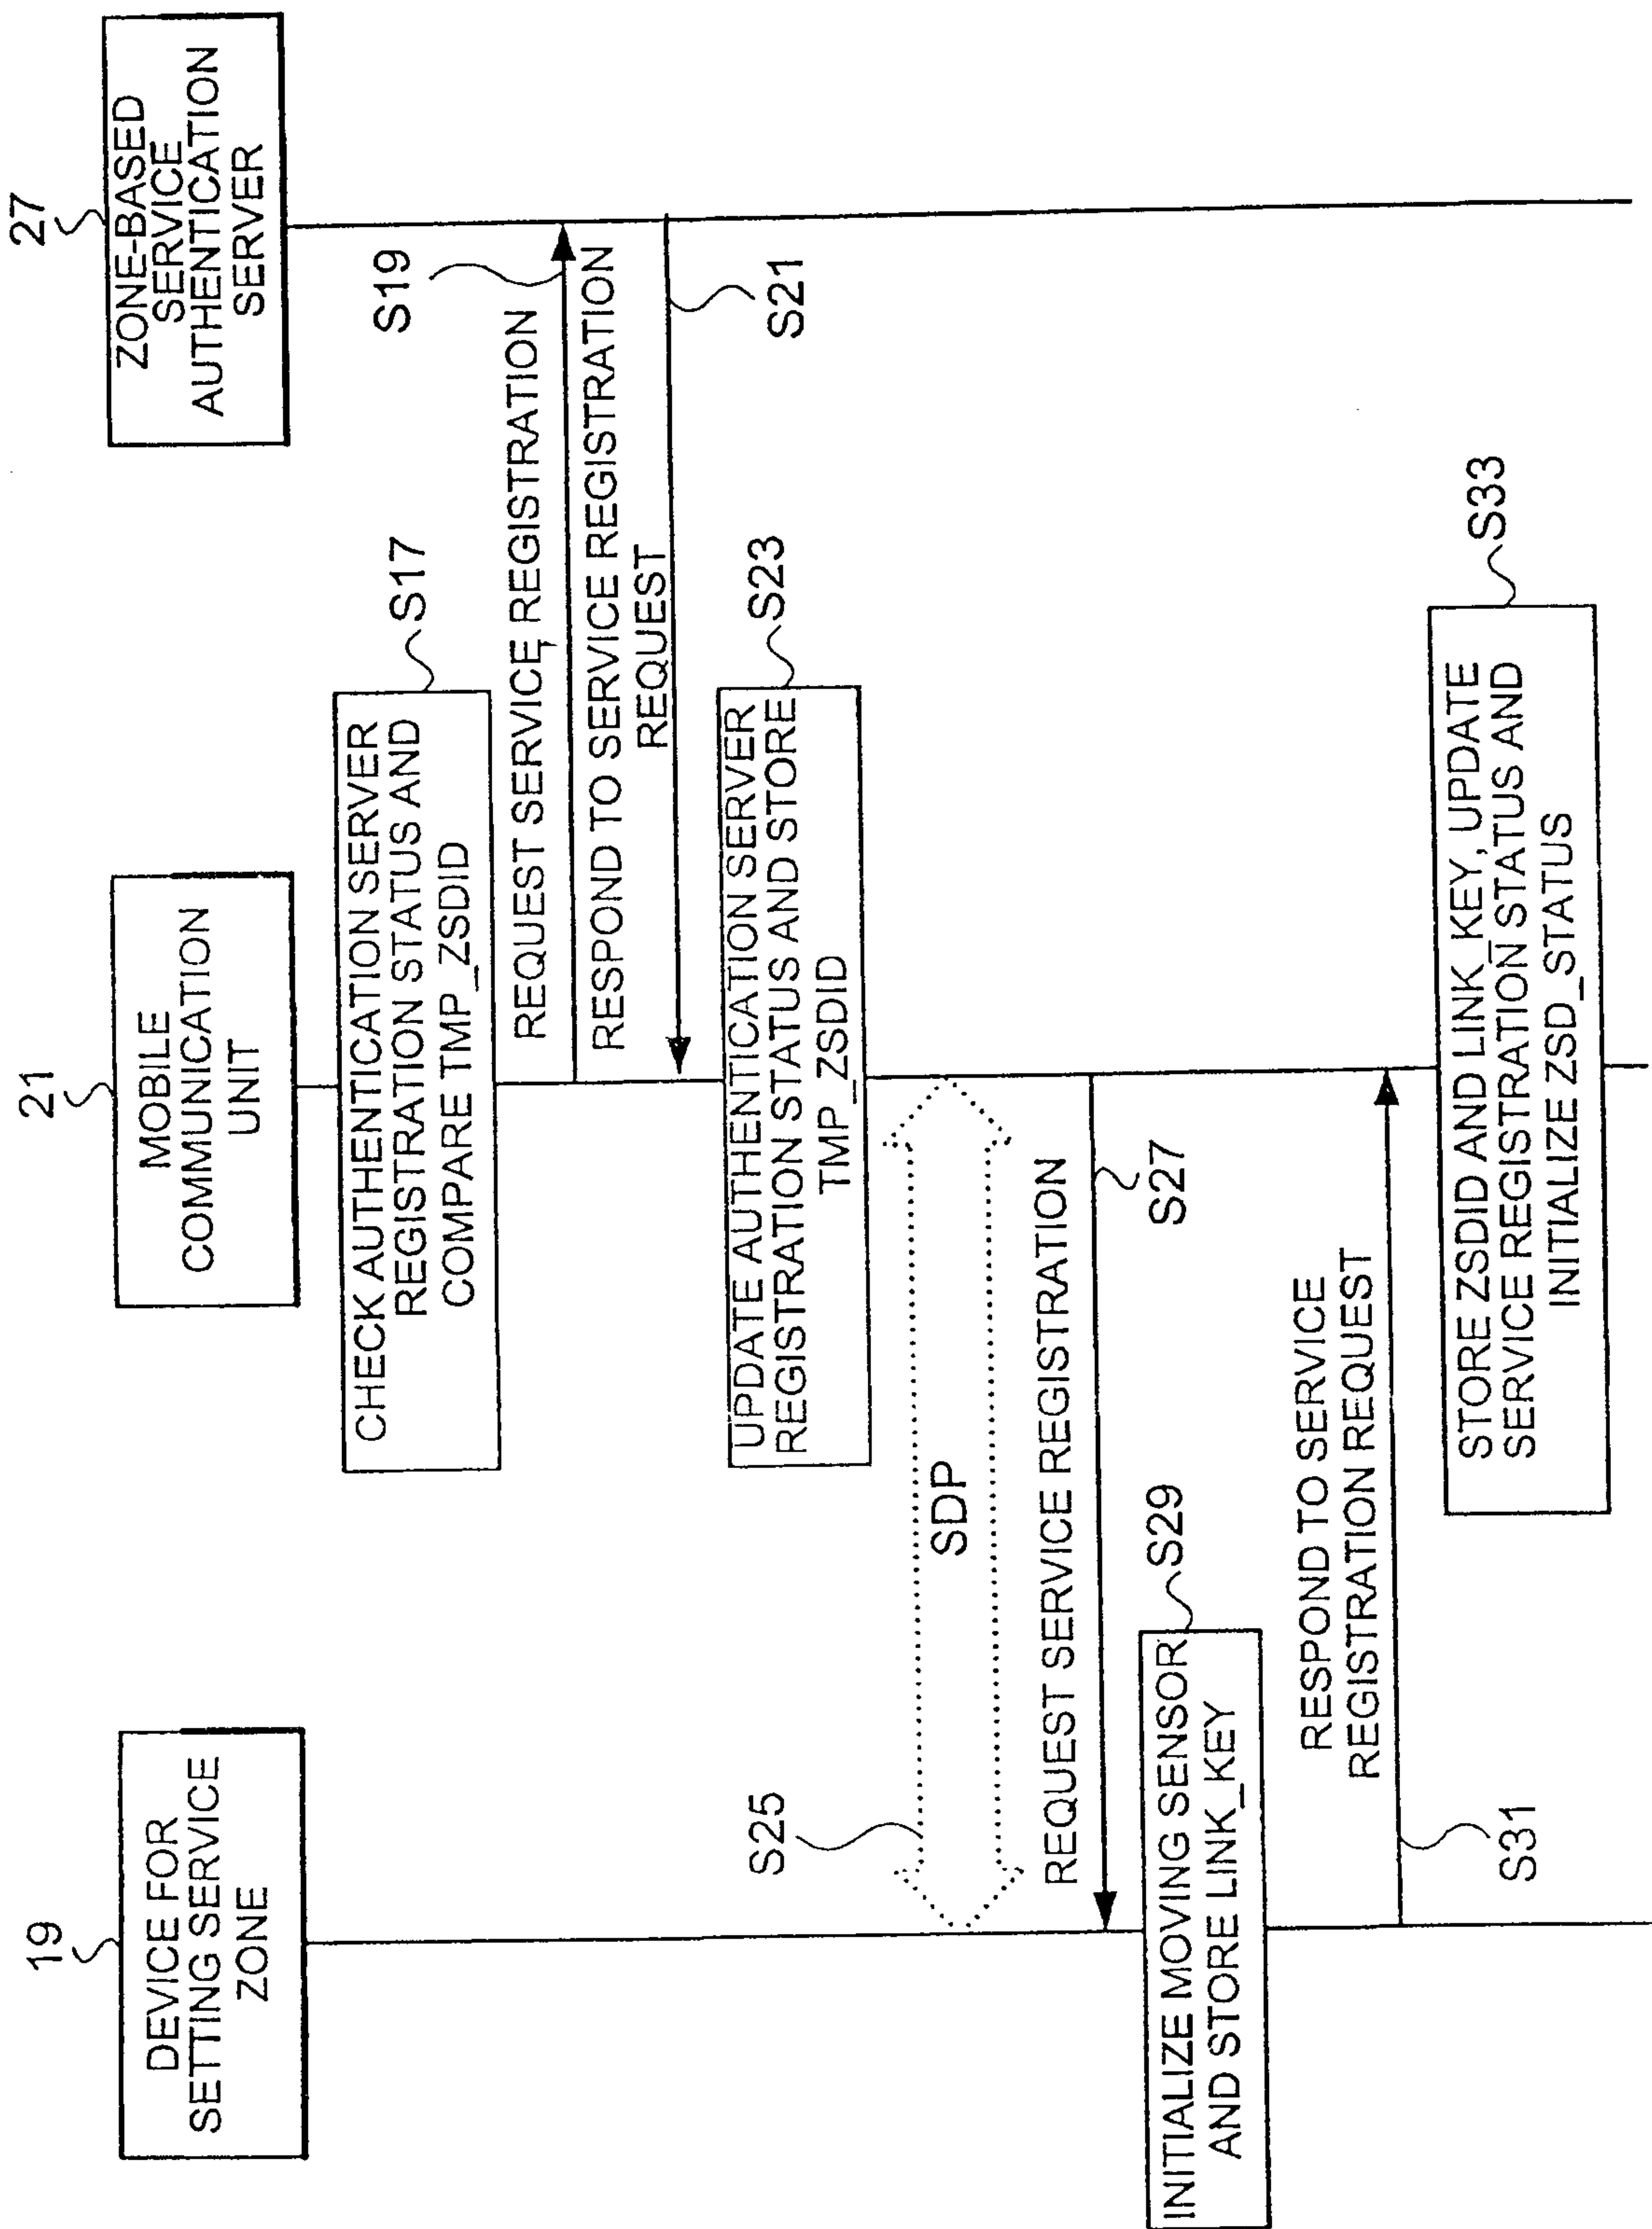 19
DEVICE FOR
SETTING SERVICE
ZONE
21
MOBILE
COMMUNICATION
UNIT
27
ZONE-BASED
SERVICE
AUTHENTICATION
SERVER
CHECK AUTHENTICATION SERVER
REGISTRATION STATUS AND
COMPARE TMP_ZSDID
S17
REQUEST SERVICE REGISTRATION
S19
RESPOND TO SERVICE REGISTRATION
REQUEST
S21
UPDATE AUTHENTICATION SERVER
REGISTRATION STATUS AND STORE
TMP_ZSDID
S23
S25
SDP
REQUEST SERVICE REGISTRATION
S27
INITIALIZE MOVING SENSOR
AND STORE LINK_KEY
S29
RESPOND TO SERVICE
REGISTRATION REQUEST
S31
STORE ZSDID AND LINK_KEY, UPDATE
SERVICE REGISTRATION STATUS AND
INITIALIZE ZSD_STATUS
S33